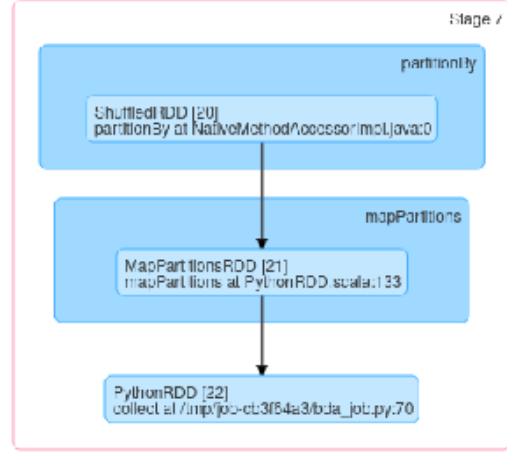 Stage 7
partitionBy
ShuffledRDD [20]
partitionBy at NativeMethodAccessorImpl.java:0
mapPartitions
MapPartitionsRDD [21]
mapPartitions at PythonRDD.scala:133
PythonRDD [22]
collect at /tmp/job-cb3f64a3/bda_job.py:70